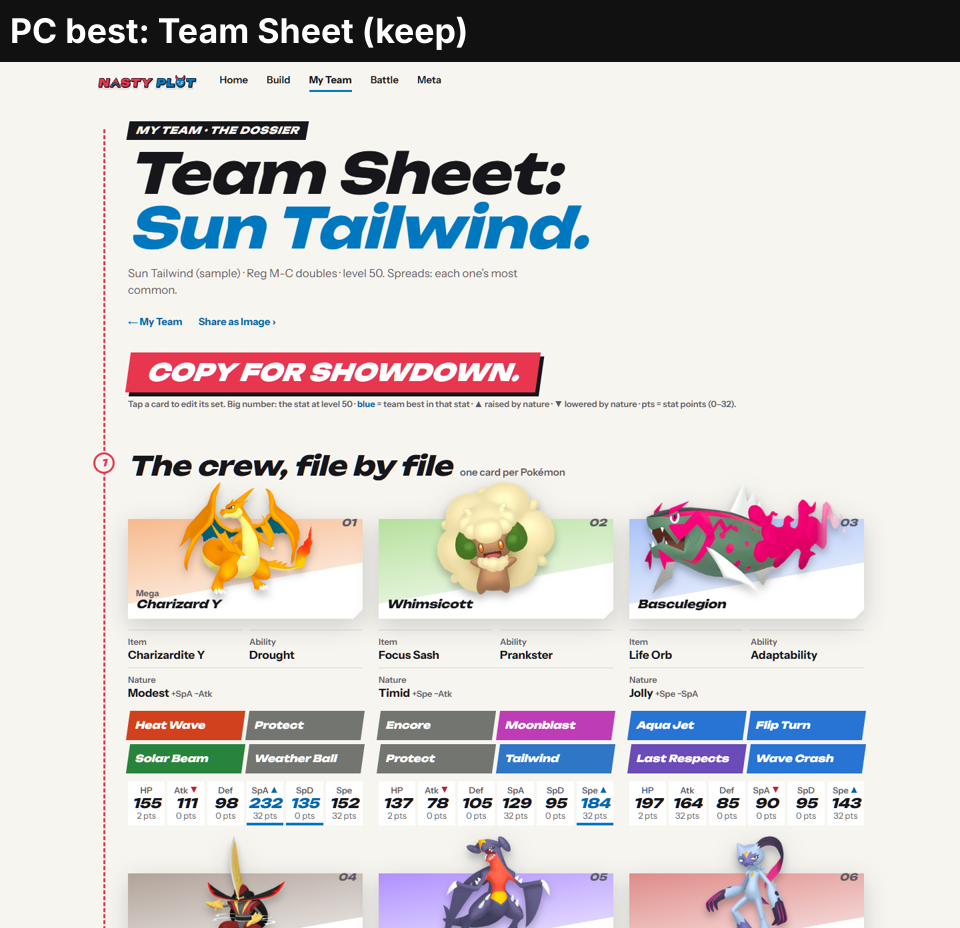 PC best: Team Sheet (keep)
NASTY PLOT Home Build My Team Battle Meta
MY TEAM · THE DOSSIER
Team Sheet:
Sun Tailwind.
Sun Tailwind (sample) · Reg M-C doubles · level 50. Spreads: each one's most
common.
← My Team Share as Image ›
COPY FOR SHOWDOWN.
Tap a card to edit its set. Big number: the stat at level 50 · blue = team best in that stat · ▲ raised by nature · ▼ lowered by nature · pts = stat points (0–32).
1 The crew, file by file one card per Pokémon
01 02 03
Mega
Charizard Y Whimsicott Basculegion
Item Ability Item Ability Item Ability
Charizardite Y Drought Focus Sash Prankster Life Orb Adaptability
Nature Nature Nature
Modest +SpA −Atk Timid +Spe −Atk Jolly +Spe −SpA
Heat Wave Protect Encore Moonblast Aqua Jet Flip Turn
Solar Beam Weather Ball Protect Tailwind Last Respects Wave Crash
HP Atk ▼ Def SpA ▲ SpD Spe HP Atk ▼ Def SpA SpD Spe ▲ HP Atk Def SpA ▼ SpD Spe ▲
155 111 98 232 135 152 137 78 105 129 95 184 197 164 85 90 95 143
2 pts 0 pts 0 pts 32 pts 0 pts 32 pts 2 pts 0 pts 0 pts 32 pts 0 pts 32 pts 2 pts 32 pts 0 pts 0 pts 0 pts 32 pts
04 05 06